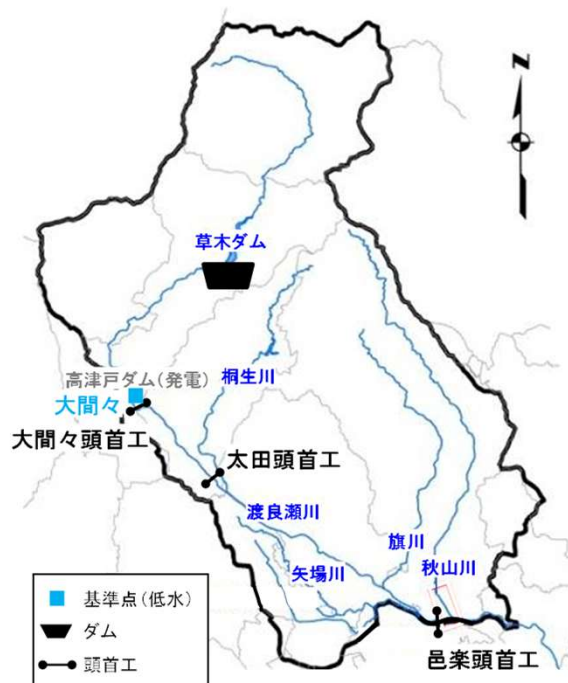 N
草木ダム
桐生川
高津戸ダム(発電)
大間々
大間々頭首工
太田頭首工
渡良瀬川
矢場川
旗川
秋山川
邑楽頭首工
基準点(低水)
ダム
頭首工